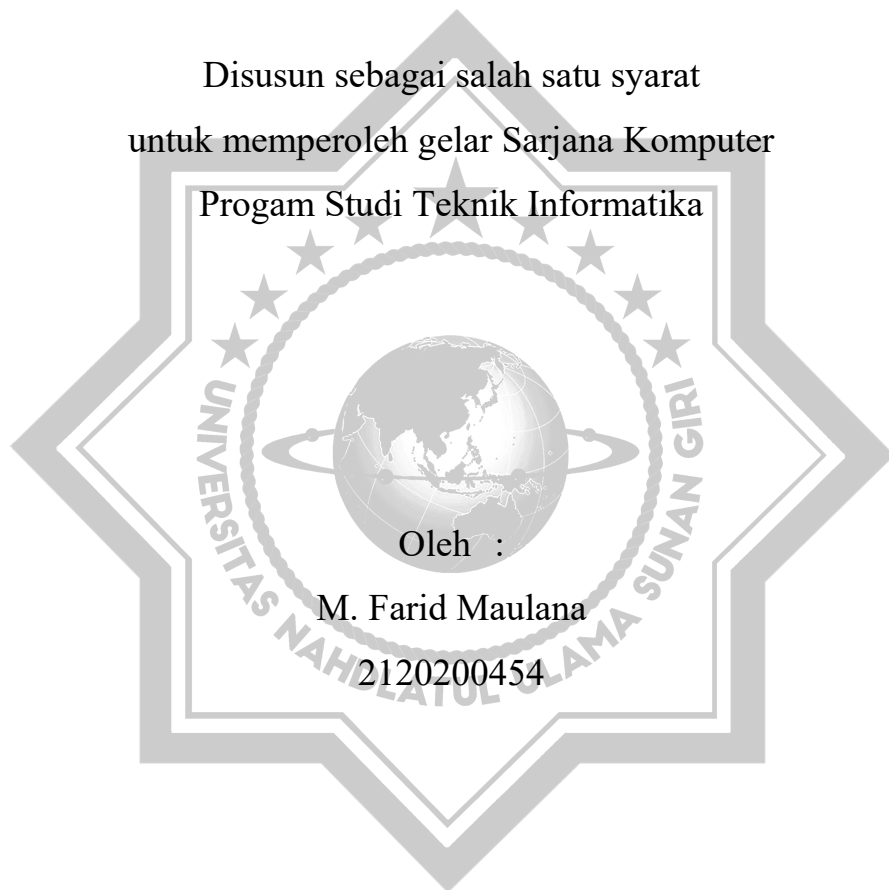 Disusun sebagai salah satu syarat
untuk memperoleh gelar Sarjana Komputer
Progam Studi Teknik Informatika
UNIVERSITAS NAHDLATUL ULAMA SUNAN GIRI
Oleh :
M. Farid Maulana
2120200454